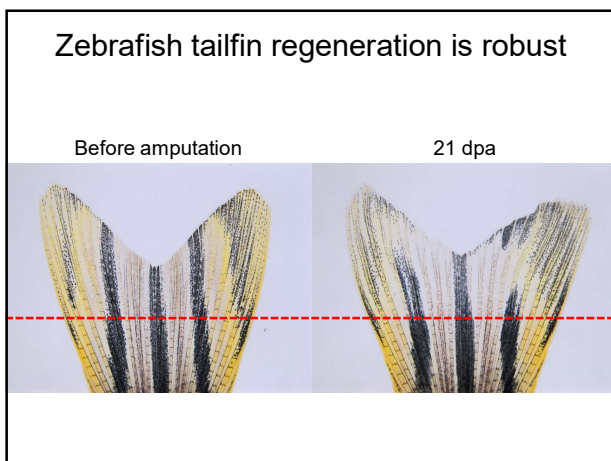 Zebrafish tailfin regeneration is robust
Before amputation
21 dpa